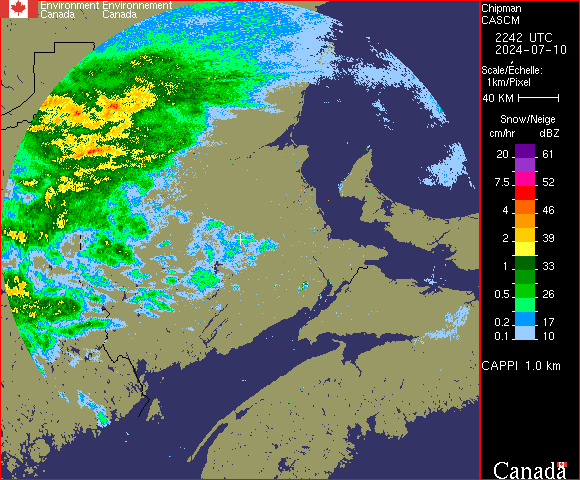 Environment Environnement
Canada Canada
Chipman
CASCM
2242 UTC
2024-07-10
Scale/Échelle:
1km/Pixel
40 KM
Snow/Neige
cm/hr dBZ
20 61
7.5 52
4 46
2 39
1 33
0.5 26
0.2 17
0.1 10
CAPPI 1.0 km
Canada